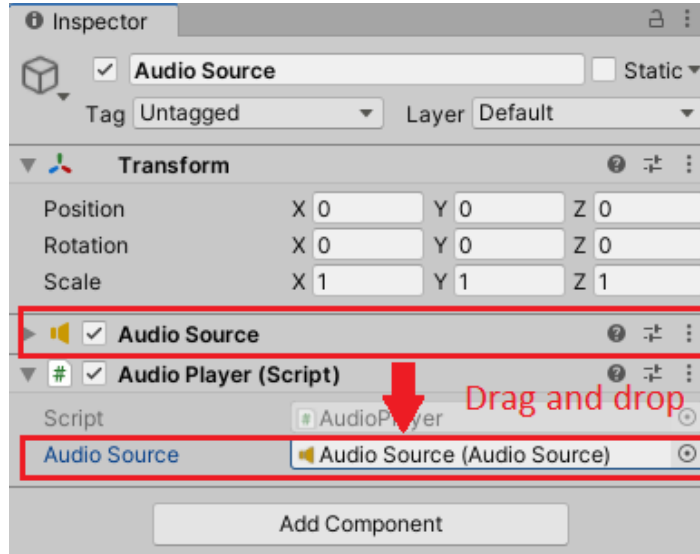 Inspector
Audio Source Static
Tag Untagged Layer Default
Transform
Position X 0 Y 0 Z 0
Rotation X 0 Y 0 Z 0
Scale X 1 Y 1 Z 1
Audio Source
# Audio Player (Script)
Drag and drop
Script # AudioPlayer
Audio Source Audio Source (Audio Source)
Add Component